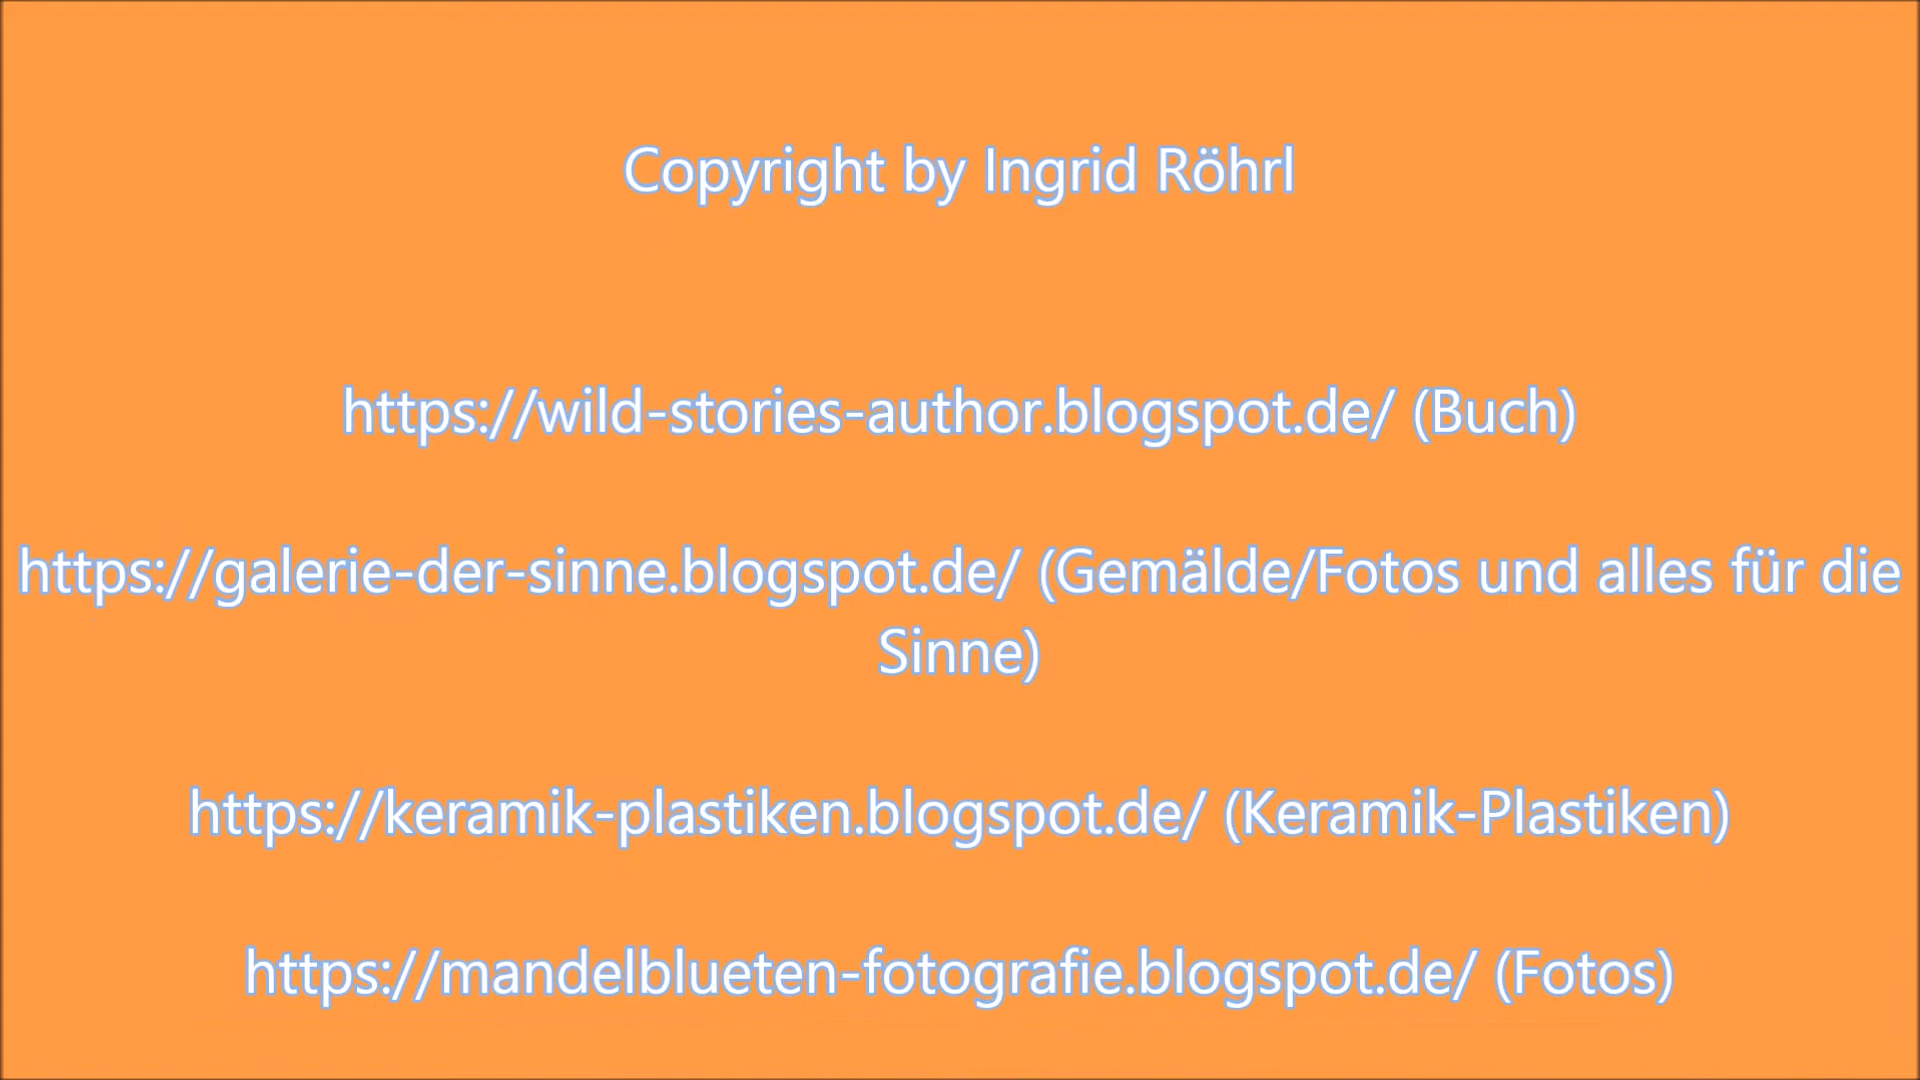 Copyright by Ingrid Röhrl
https://wild-stories-author.blogspot.de/ (Buch)
https://galerie-der-sinne.blogspot.de/ (Gemälde/Fotos und alles für die
Sinne)
https://keramik-plastiken.blogspot.de/ (Keramik-Plastiken)
https://mandelblueten-fotografie.blogspot.de/ (Fotos)